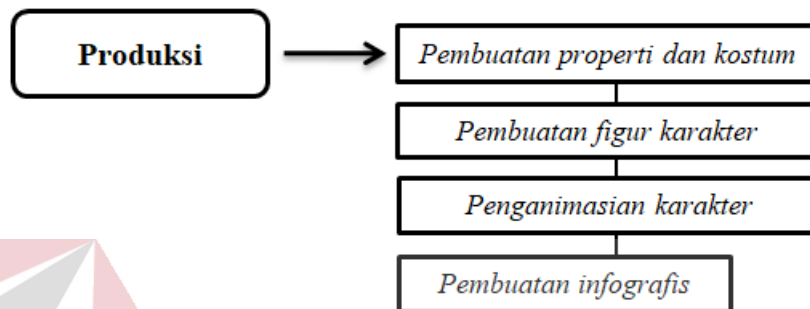 Produksi
Pembuatan properti dan kostum
Pembuatan figur karakter
Penganimasian karakter
Pembuatan infografis